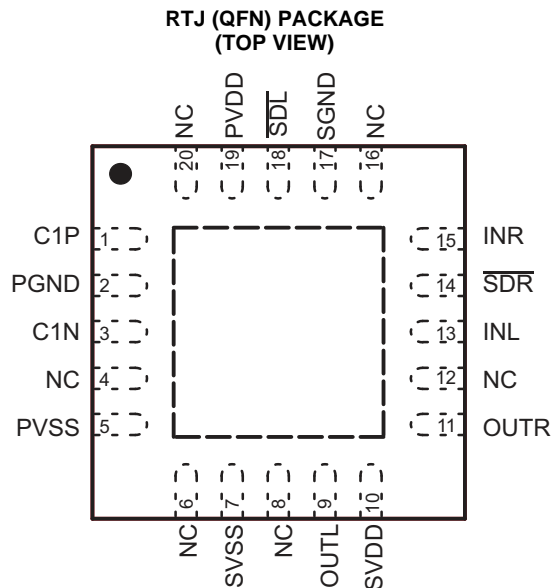 RTJ (QFN) PACKAGE
(TOP VIEW)
NC
PVDD
SDL
SGND
NC
20
19
18
17
16
C1P 1
PGND 2
C1N 3
NC 4
PVSS 5
15 INR
14 SDR
13 INL
12 NC
11 OUTR
6
7
8
9
10
NC
SVSS
NC
OUTL
SVDD